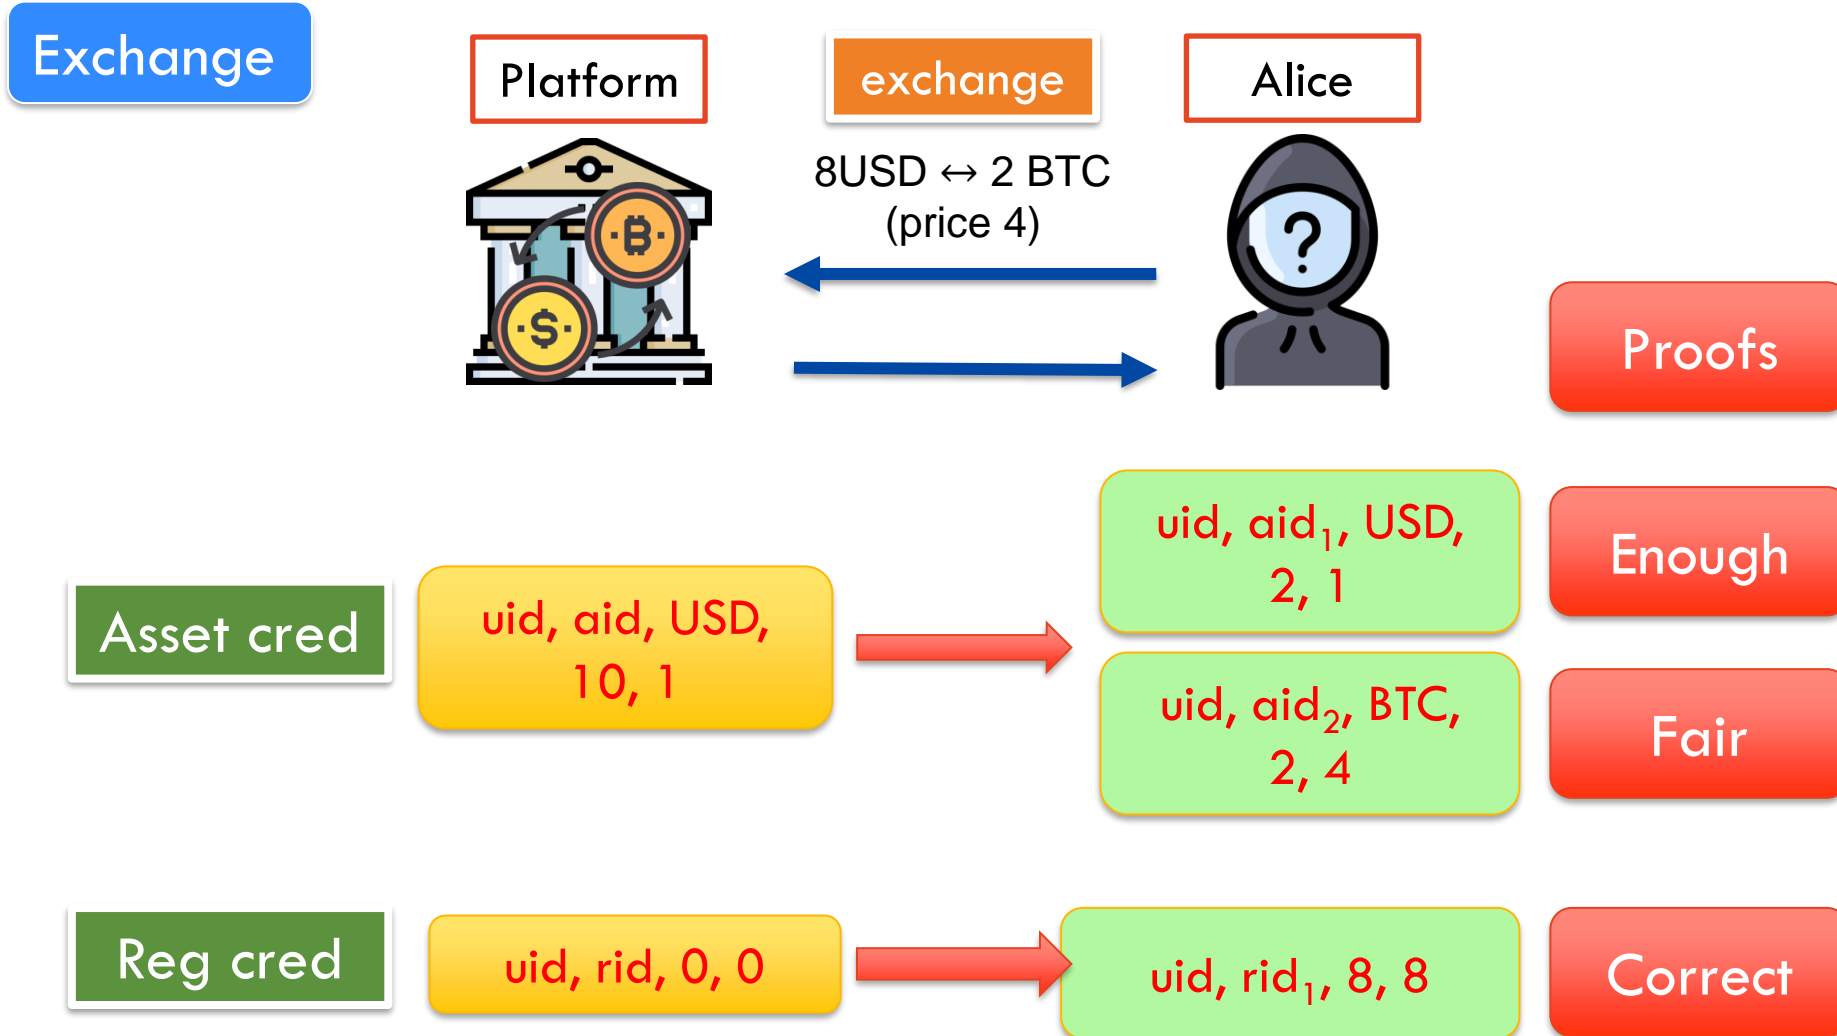 Exchange
Platform
exchange
Alice
8USD ↔ 2 BTC
(price 4)
?
B
$
Proofs
Asset cred
uid, aid, USD,
10, 1
uid, aid₁, USD,
2, 1
Enough
uid, aid₂, BTC,
2, 4
Fair
Reg cred
uid, rid, 0, 0
uid, rid₁, 8, 8
Correct